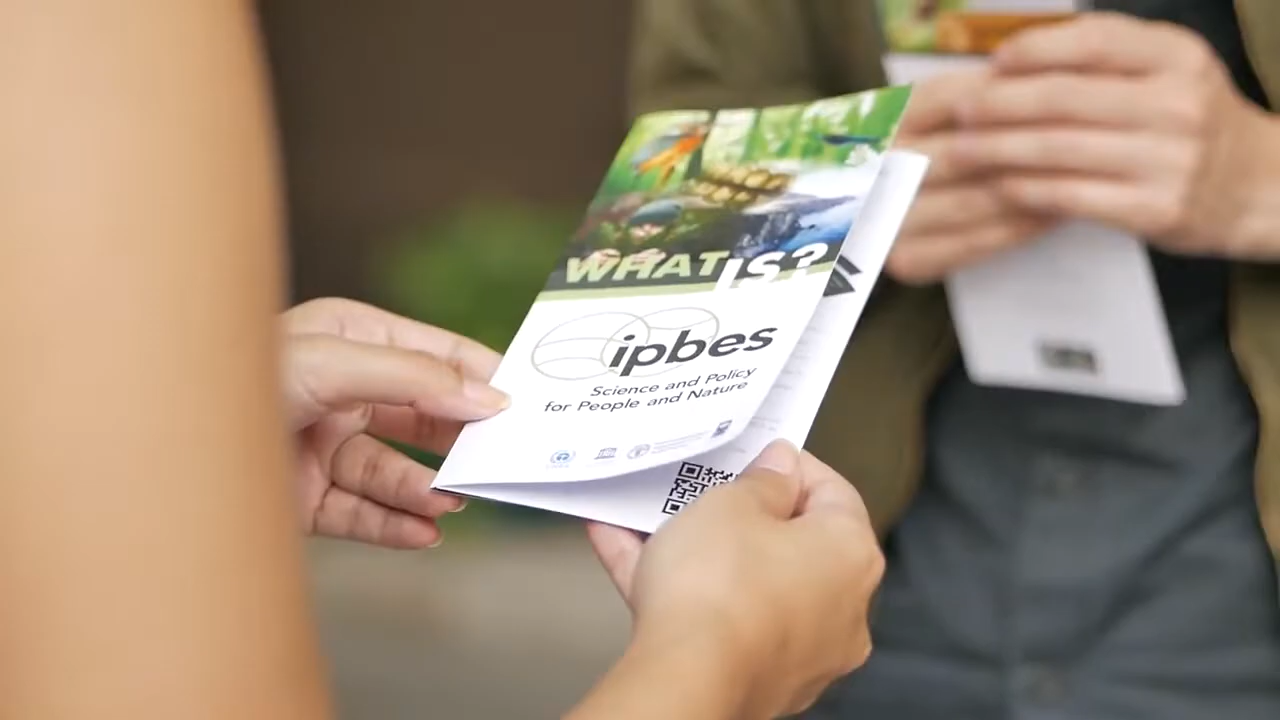 WHAT IS?
ipbes
Science and Policy
for People and Nature